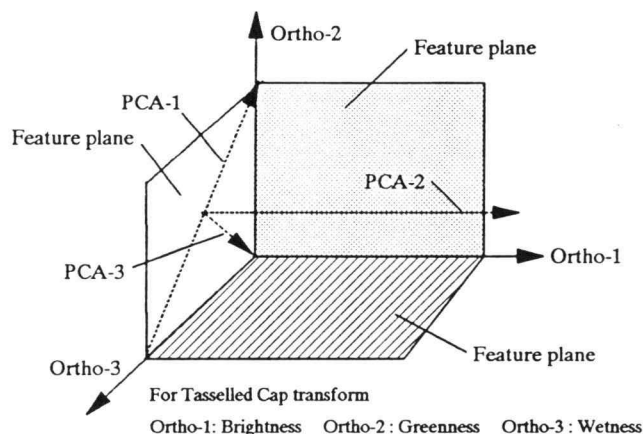 Ortho-2
Feature plane
PCA-1
Feature plane
PCA-2
PCA-3
Ortho-1
Feature plane
Ortho-3
For Tasselled Cap transform
Ortho-1: Brightness Ortho-2 : Greenness Ortho-3 : Wetness